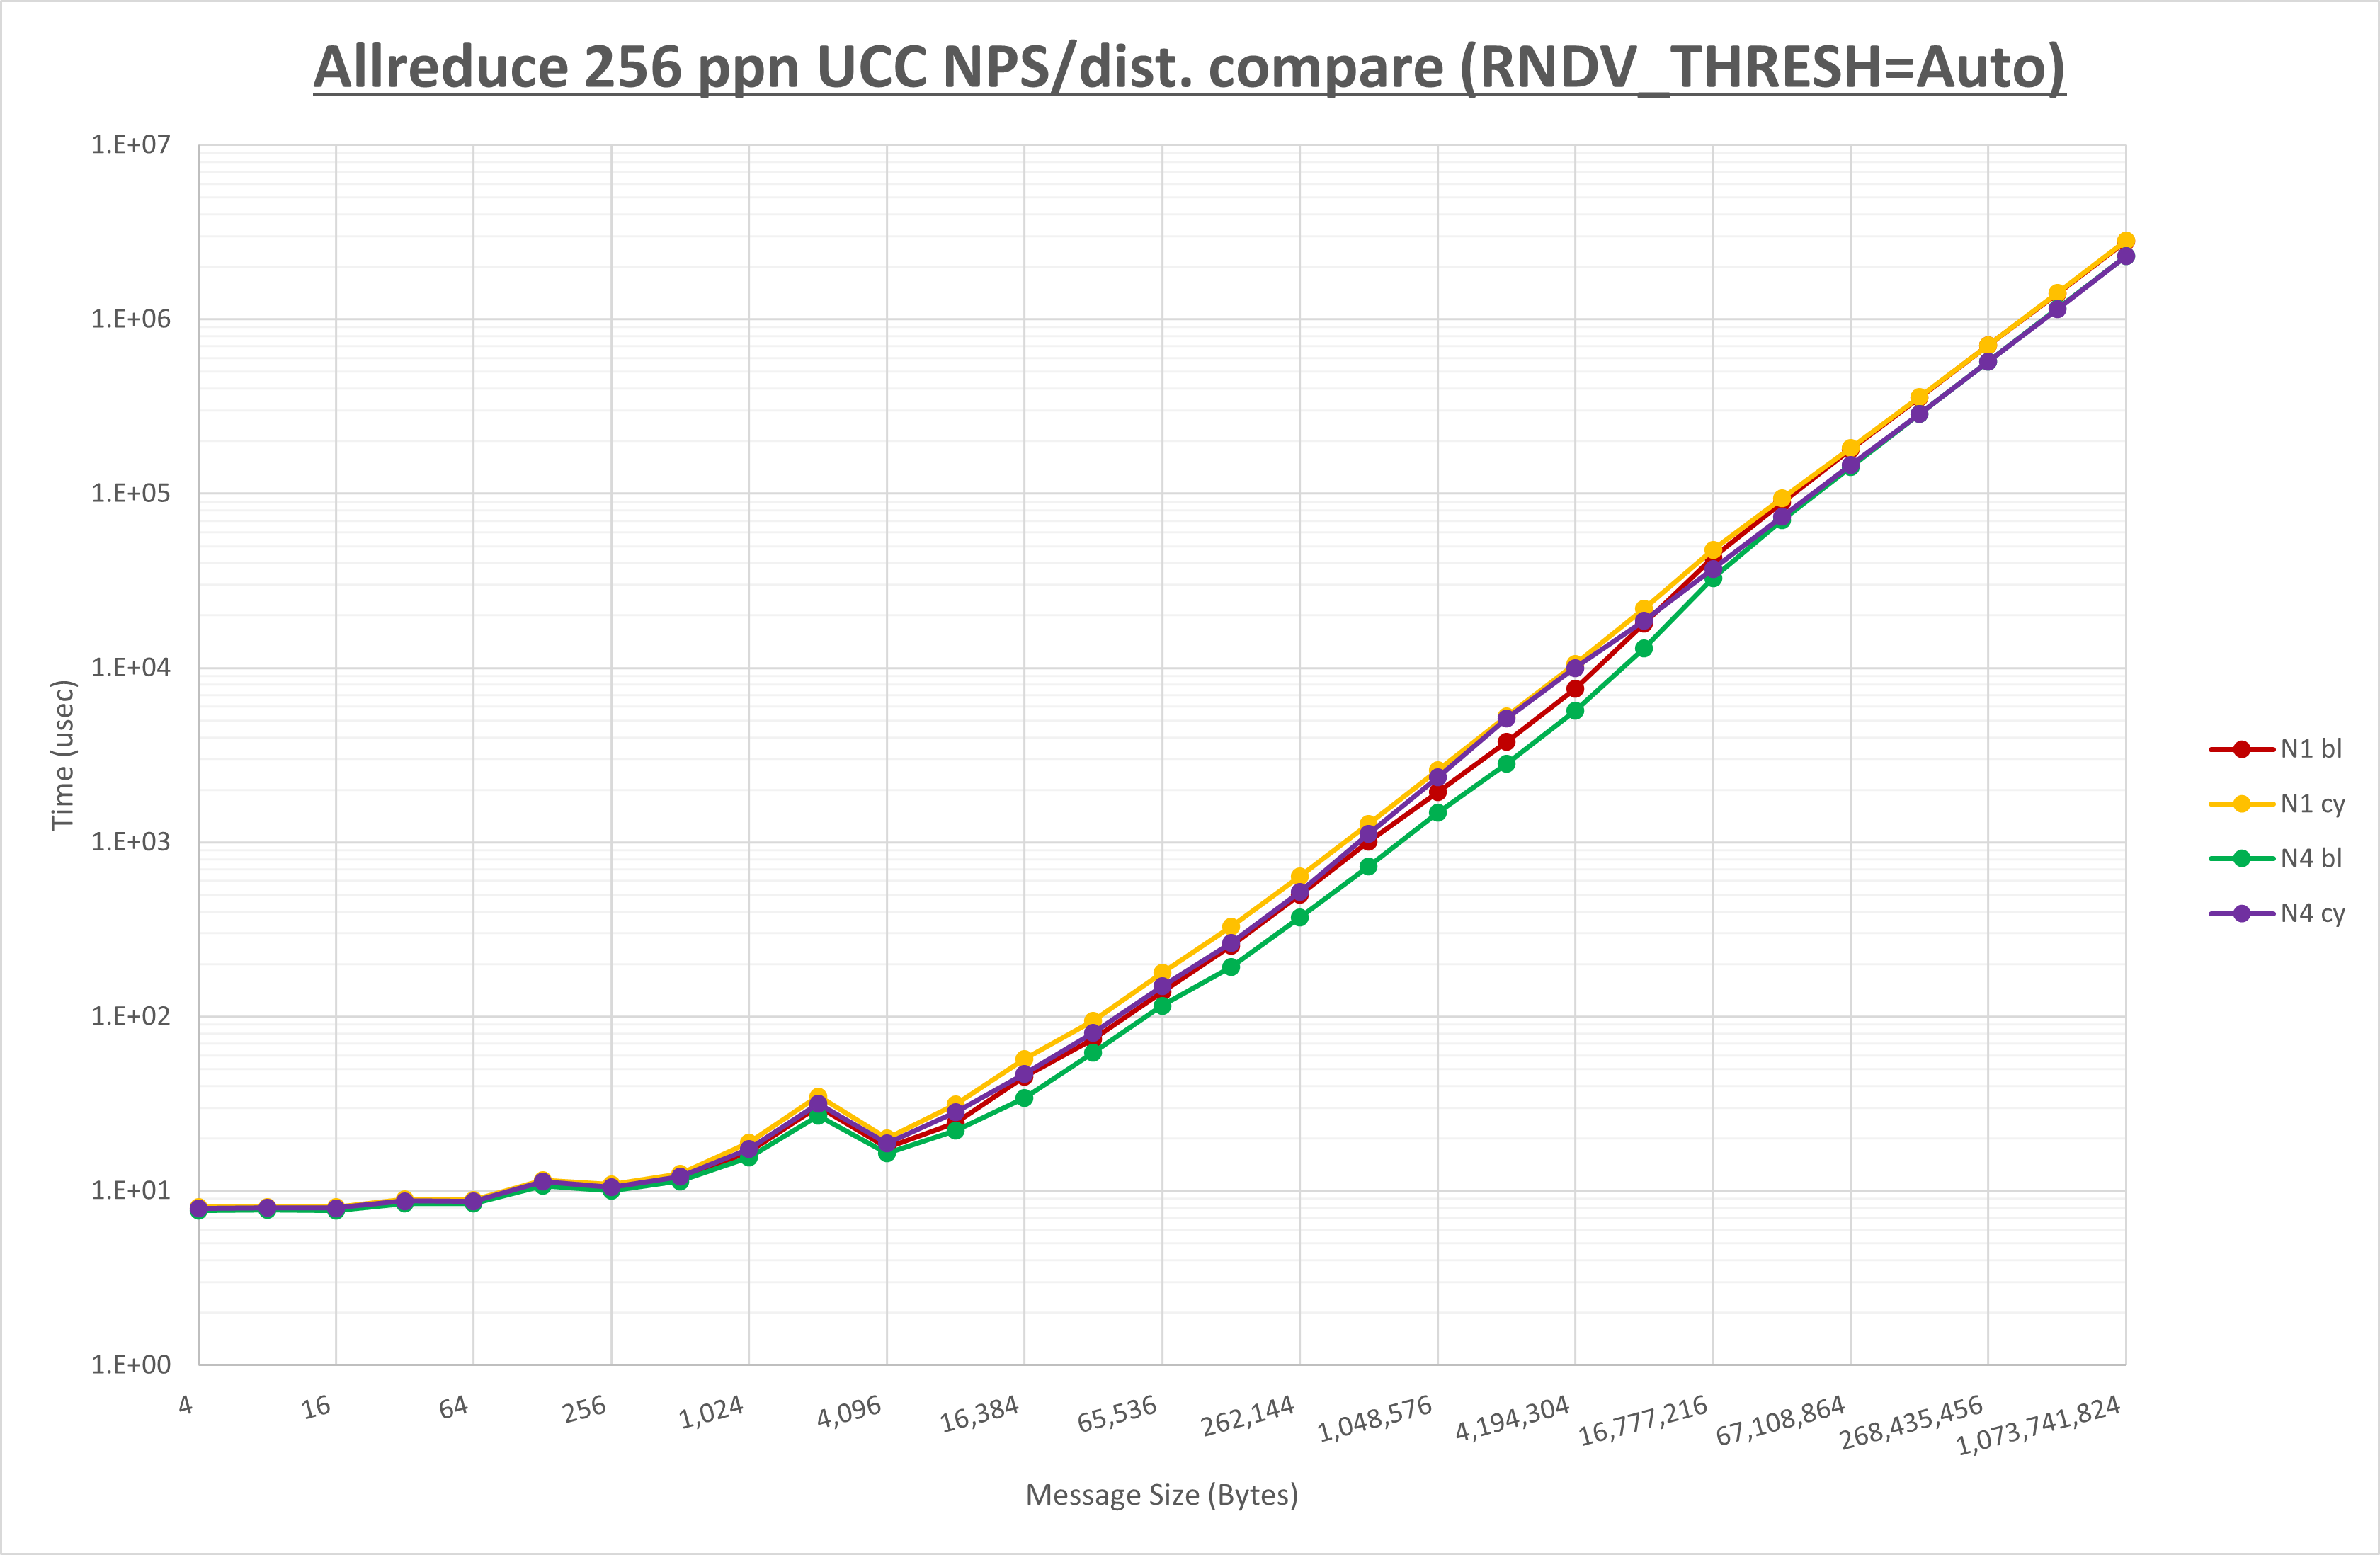 Allreduce 256 ppn UCC NPS/dist. compare (RNDV_THRESH=Auto)
1.E+07
1.E+06
1.E+05
1.E+04
1.E+03
1.E+02
1.E+01
1.E+00
Time (usec)
N1 bl
N1 cy
N4 bl
N4 cy
4 16 64 256 1,024 4,096 16,384 65,536 262,144 1,048,576 4,194,304 16,777,216 67,108,864 268,435,456 1,073,741,824
Message Size (Bytes)